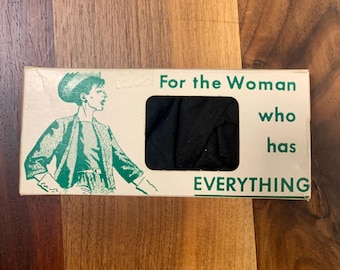 For the Woman
who
has
EVERYTHING